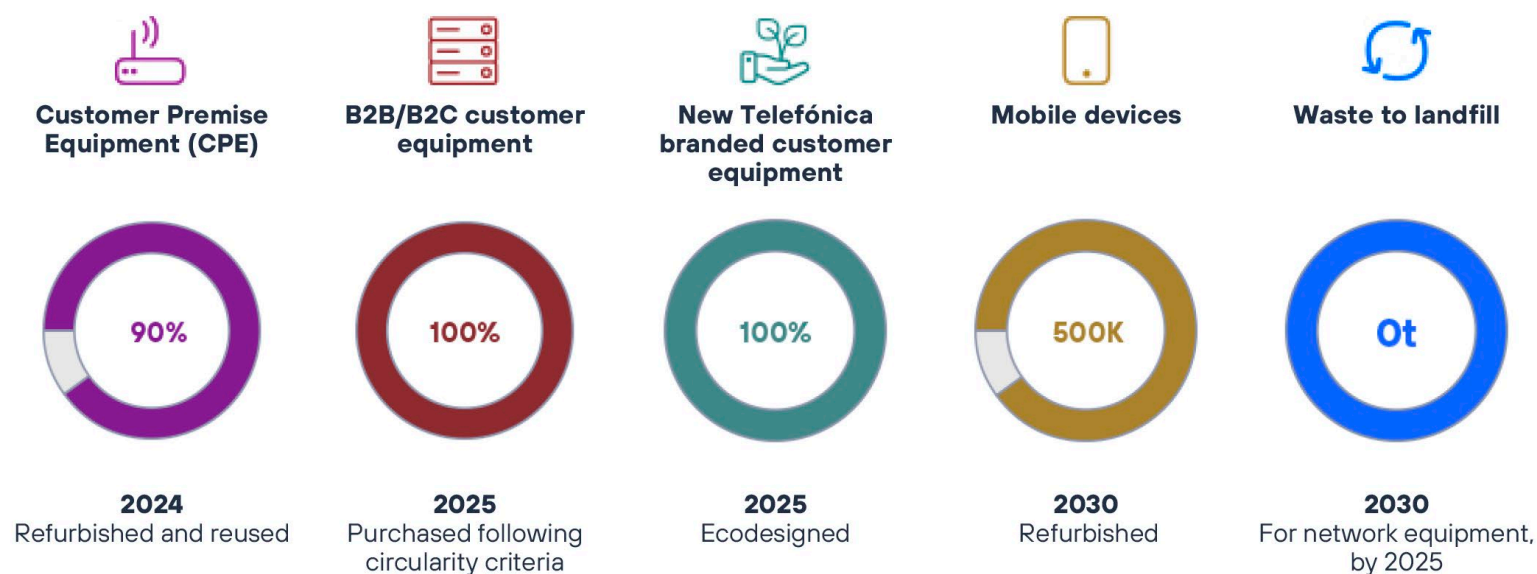 Customer Premise
Equipment (CPE)
B2B/B2C customer
equipment
New Telefónica
branded customer
equipment
Mobile devices
Waste to landfill
90%
100%
100%
500K
0t
2024
Refurbished and reused
2025
Purchased following
circularity criteria
2025
Ecodesigned
2030
Refurbished
2030
For network equipment,
by 2025